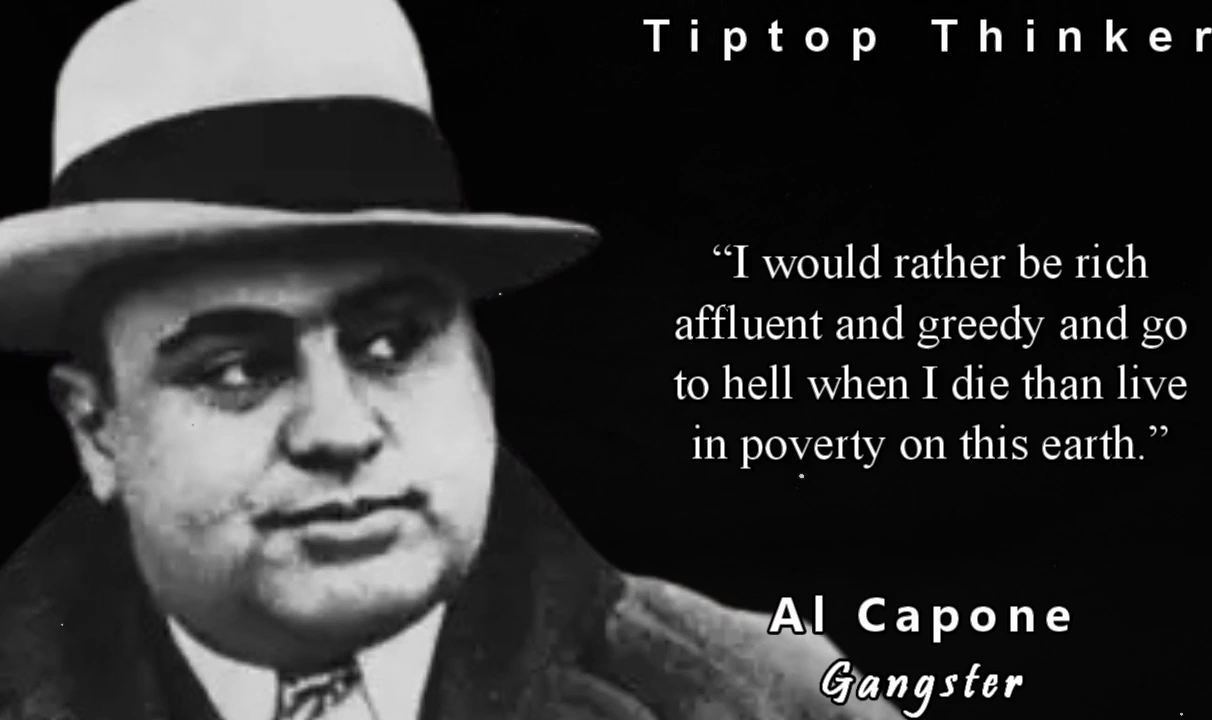 Tiptop Thinker
“I would rather be rich
affluent and greedy and go
to hell when I die than live
in poverty on this earth.”
Al Capone
Gangster